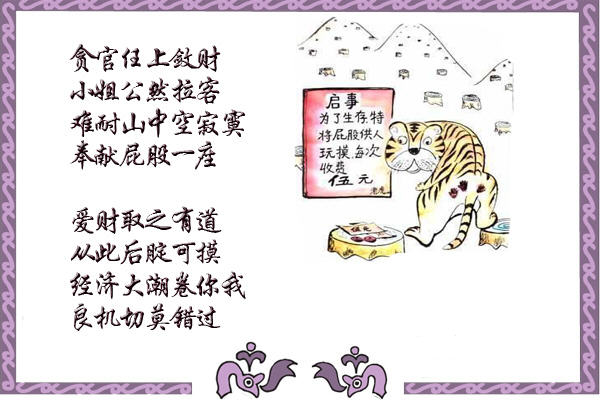 贪官任上敛财
小姐公然拉客
难耐山中空寂寞
奉献屁股一座
爱财取之有道
从此后腚可摸
经济大潮卷你我
良机切莫错过
启事
为了生存,特
将屁股供人
玩摸,每次
收费
伍元
老虎